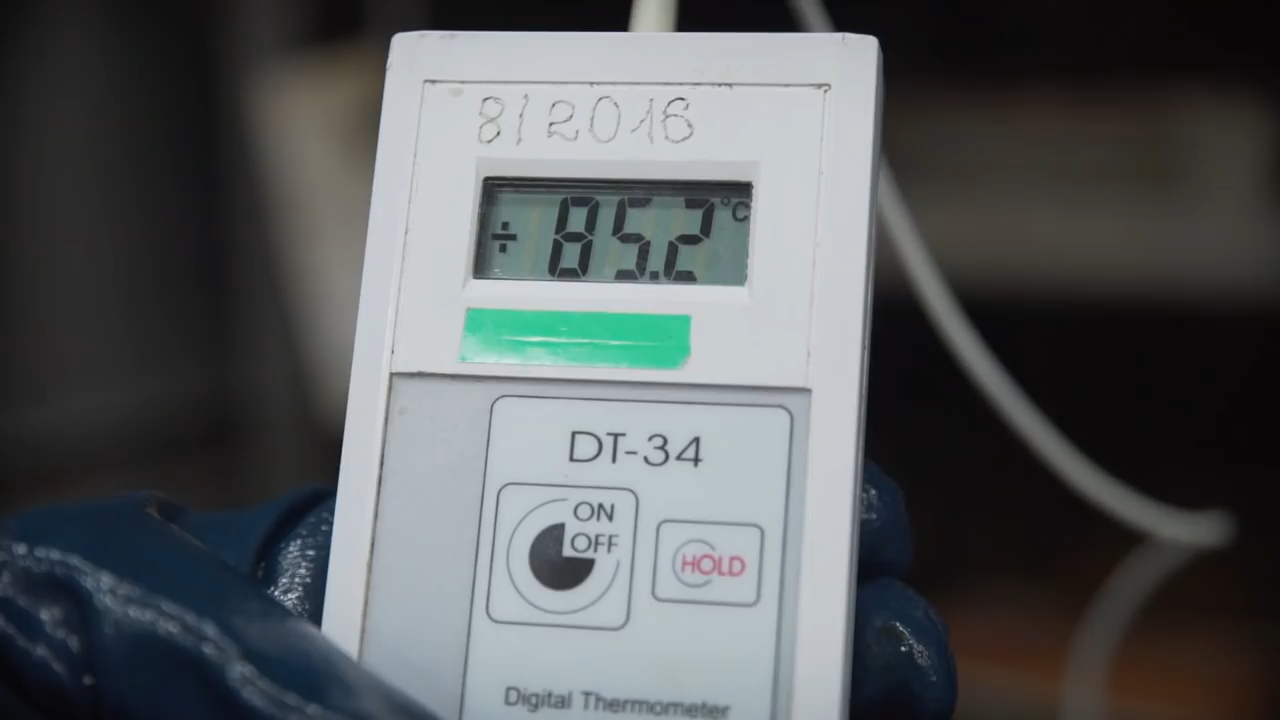 8/2016
÷85.2 °C
DT-34
ON
OFF
HOLD
Digital Thermometer